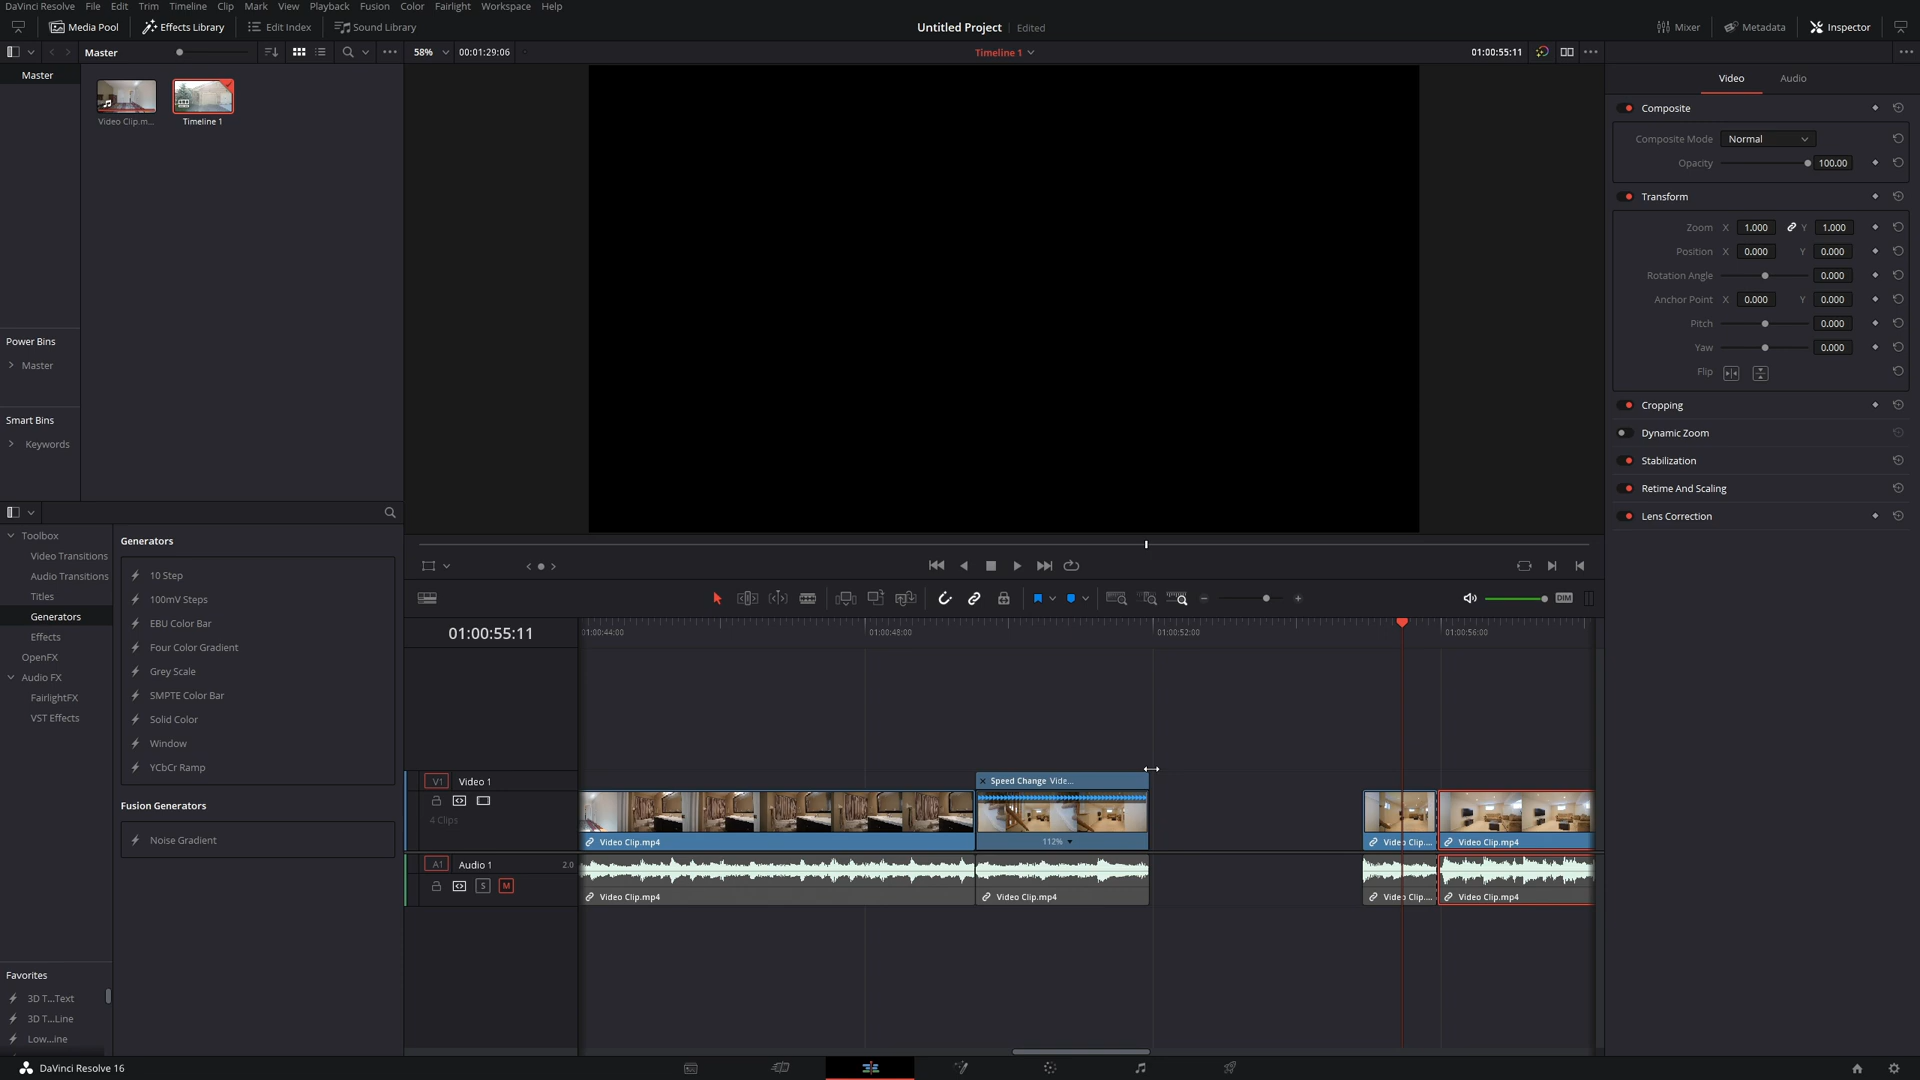 DaVinci Resolve File Edit Trim Timeline Clip Mark View Playback Fusion Color Fairlight Workspace Help
Media Pool Effects Library Edit Index Sound Library Untitled Project Edited Mixer Metadata Inspector
Master 58% 00:01:29:06 Timeline 1 01:00:55:11
Master
Video Clip.m... Timeline 1
Power Bins
Master
Smart Bins
Keywords
Video Audio
Composite
Composite Mode Normal
Opacity 100.00
Transform
Zoom X 1.000 Y 1.000
Position X 0.000 Y 0.000
Rotation Angle 0.000
Anchor Point X 0.000 Y 0.000
Pitch 0.000
Yaw 0.000
Flip
Cropping
Dynamic Zoom
Stabilization
Retime And Scaling
Lens Correction
Toolbox
Video Transitions
Audio Transitions
Titles
Generators
Effects
OpenFX
Audio FX
FairlightFX
VST Effects
Generators
10 Step
100mV Steps
EBU Color Bar
Four Color Gradient
Grey Scale
SMPTE Color Bar
Solid Color
Window
YCbCr Ramp
Fusion Generators
Noise Gradient
Favorites
3D T...Text
3D T...Line
Low...ine
DIM
01:00:55:11 01:00:44:00 01:00:48:00 01:00:52:00 01:00:56:00
V1 Video 1
4 Clips
Speed Change Vide...
112%
Video Clip.mp4 Video Clip.... Video Clip.mp4
A1 Audio 1 2.0
S M
Video Clip.mp4 Video Clip.mp4 Video Clip.... Video Clip.mp4
DaVinci Resolve 16